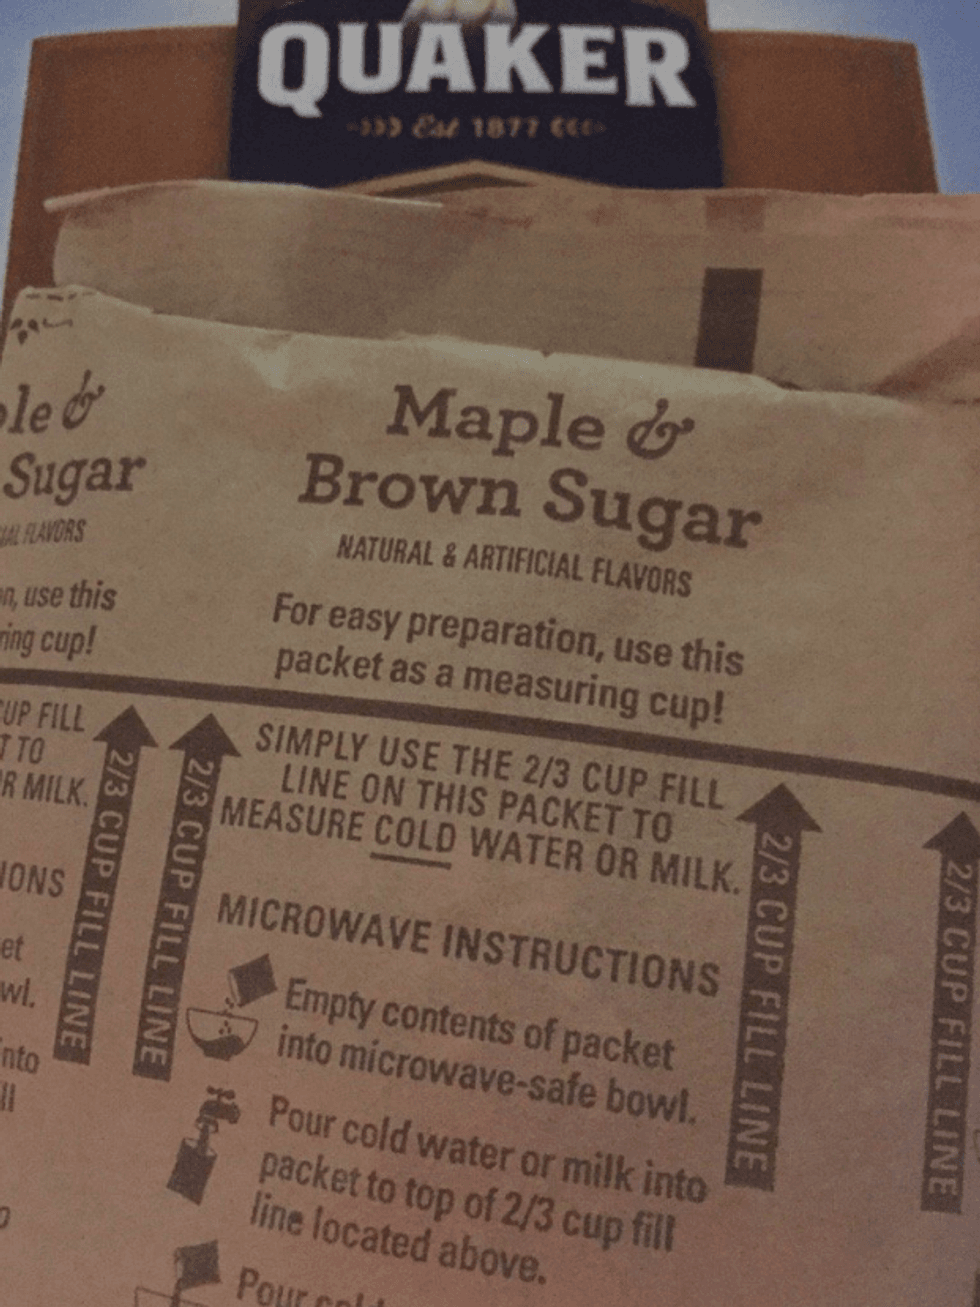 QUAKER
Est 1877
Maple &
Brown Sugar
NATURAL & ARTIFICIAL FLAVORS
For easy preparation, use this
packet as a measuring cup!
SIMPLY USE THE 2/3 CUP FILL
LINE ON THIS PACKET TO
MEASURE COLD WATER OR MILK.
MICROWAVE INSTRUCTIONS
Empty contents of packet
into microwave-safe bowl.
Pour cold water or milk into
packet to top of 2/3 cup fill
line located above.
Pour
2/3 CUP FILL LINE
2/3 CUP FILL LINE
2/3 CUP FILL LINE
2/3 CUP FILL LINE
&
Sugar
FLAVORS
use this
cup!
CUP FILL
TO
OR MILK.